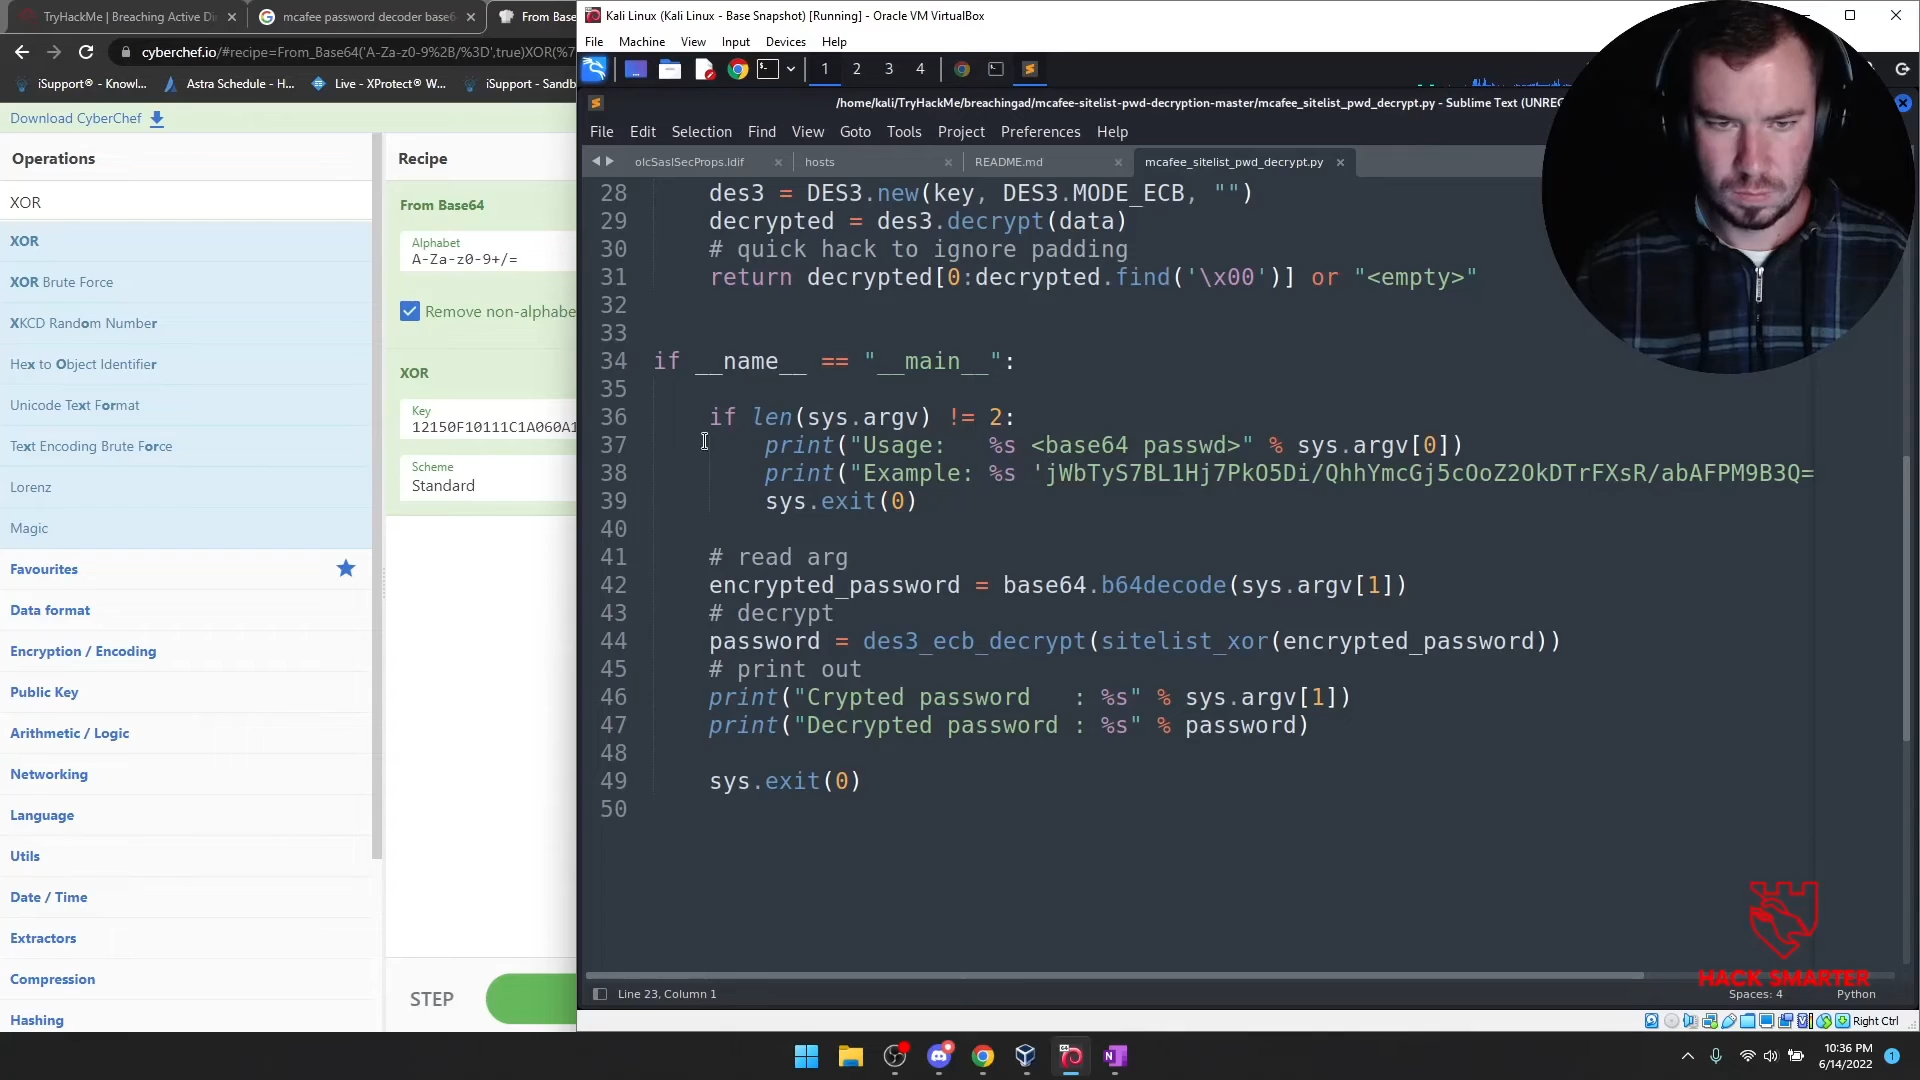 TryHackMe | Breaching Active Di
mcafee password decoder base6
From Base
cyberchef.io/#recipe=From_Base64('A-Za-z0-9%2B/%3D',true)XOR(%7
iSupport® - Knowl...
Astra Schedule - H...
Live - XProtect® W...
iSupport - Sandb
Download CyberChef
Operations
XOR
XOR
XOR Brute Force
XKCD Random Number
Hex to Object Identifier
Unicode Text Format
Text Encoding Brute Force
Lorenz
Magic
Favourites
Data format
Encryption / Encoding
Public Key
Arithmetic / Logic
Networking
Language
Utils
Date / Time
Extractors
Compression
Hashing
Recipe
From Base64
Alphabet
A-Za-z0-9+/=
Remove non-alphabe
XOR
Key
12150F10111C1A060A1
Scheme
Standard
STEP
Kali Linux (Kali Linux - Base Snapshot) [Running] - Oracle VM VirtualBox
File Machine View Input Devices Help
1 2 3 4
/home/kali/TryHackMe/breachingad/mcafee-sitelist-pwd-decryption-master/mcafee_sitelist_pwd_decrypt.py - Sublime Text (UNREG
File Edit Selection Find View Goto Tools Project Preferences Help
olcSaslSecProps.ldif
hosts
README.md
mcafee_sitelist_pwd_decrypt.py
28 des3 = DES3.new(key, DES3.MODE_ECB, "")
29 decrypted = des3.decrypt(data)
30 # quick hack to ignore padding
31 return decrypted[0:decrypted.find('\x00')] or "<empty>"
32
33
34 if __name__ == "__main__":
35
36 if len(sys.argv) != 2:
37 print("Usage:   %s <base64 passwd>" % sys.argv[0])
38 print("Example: %s 'jWbTyS7BL1Hj7PkO5Di/QhhYmcGj5cOoZ2OkDTrFXsR/abAFPM9B3Q=
39 sys.exit(0)
40
41 # read arg
42 encrypted_password = base64.b64decode(sys.argv[1])
43 # decrypt
44 password = des3_ecb_decrypt(sitelist_xor(encrypted_password))
45 # print out
46 print("Crypted password   : %s" % sys.argv[1])
47 print("Decrypted password : %s" % password)
48
49 sys.exit(0)
50
HACK SMARTER
Line 23, Column 1
Spaces: 4
Python
Right Ctrl
10:36 PM
6/14/2022
1